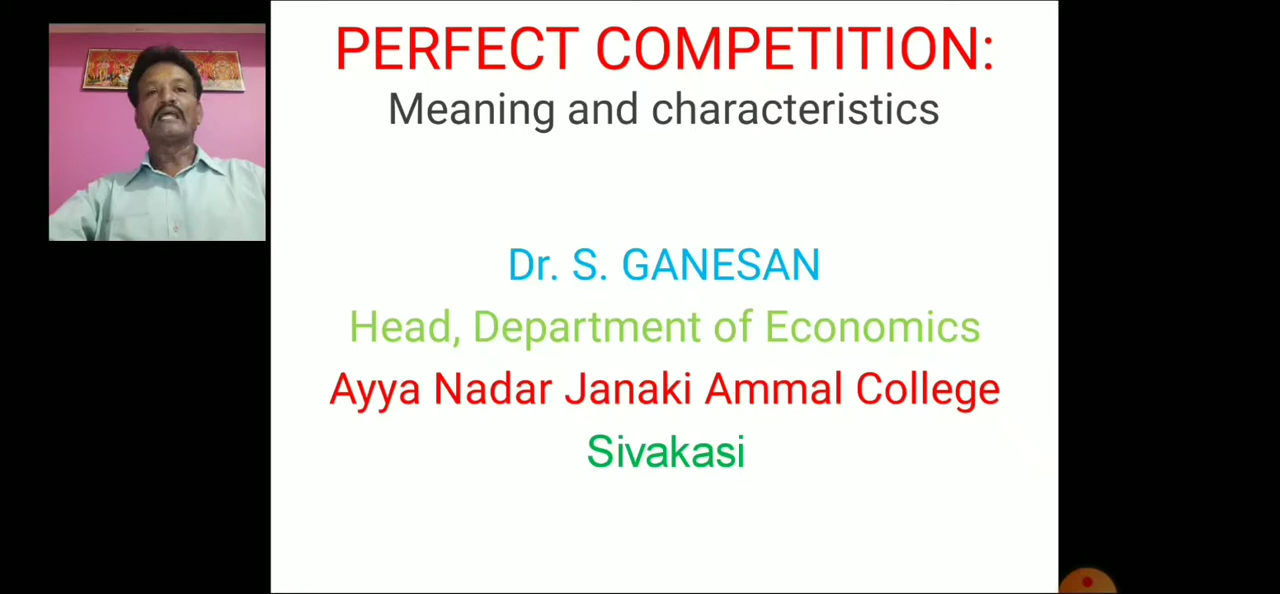 PERFECT COMPETITION:
Meaning and characteristics
Dr. S. GANESAN
Head, Department of Economics
Ayya Nadar Janaki Ammal College
Sivakasi